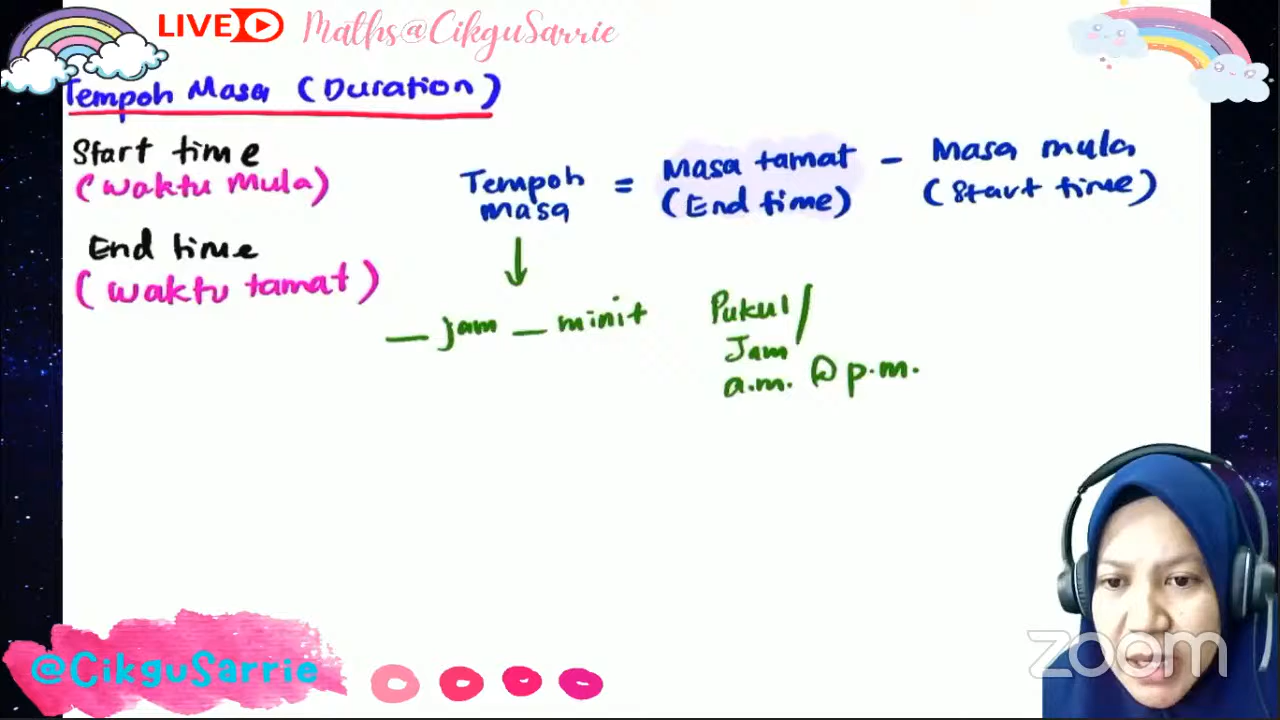 LIVE Maths@CikguSarrie
Tempoh Masa (Duration)
Start time
(Waktu Mula)
End time
(Waktu tamat)
Tempoh masa = Masa tamat (End time) - Masa mula (Start time)
_ Jam _ minit
Pukul/
Jam
a.m. @ p.m.
@CikguSarrie
zoom